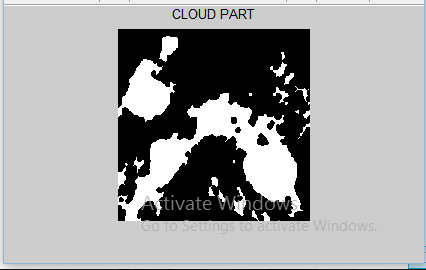 CLOUD PART
Activate Windows
Go to Settings to activate Windows.